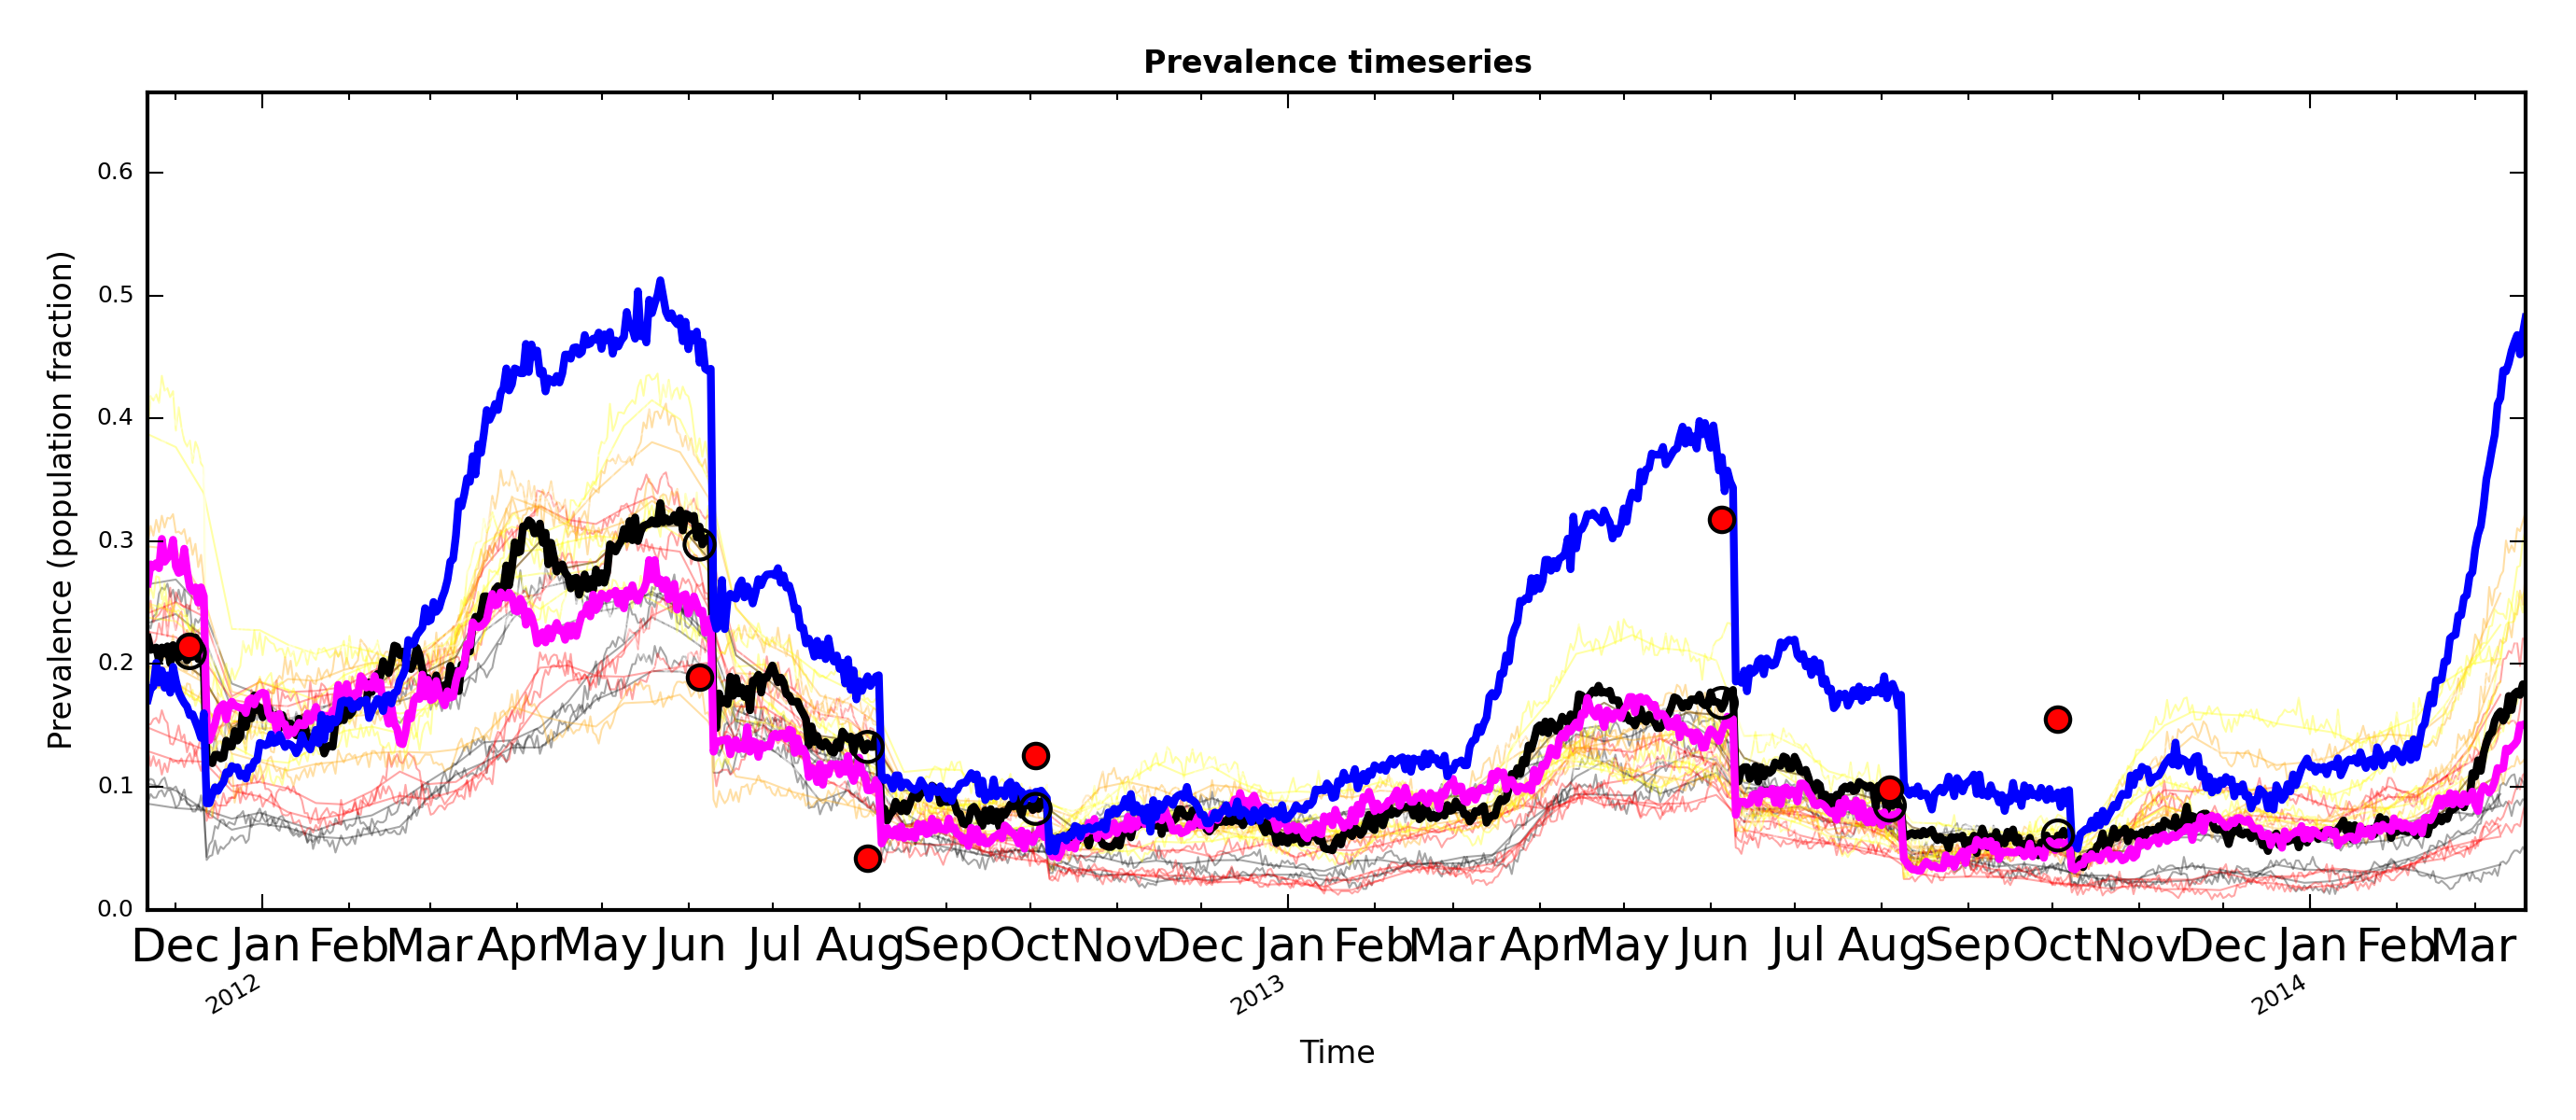 Prevalence timeseries
Prevalence (population fraction)
0.6
0.5
0.4
0.3
0.2
0.1
0.0
Dec Jan Feb Mar Apr May Jun Jul Aug Sep Oct Nov Dec Jan Feb Mar Apr May Jun Jul Aug Sep Oct Nov Dec Jan Feb Mar
2012 2013 2014
Time